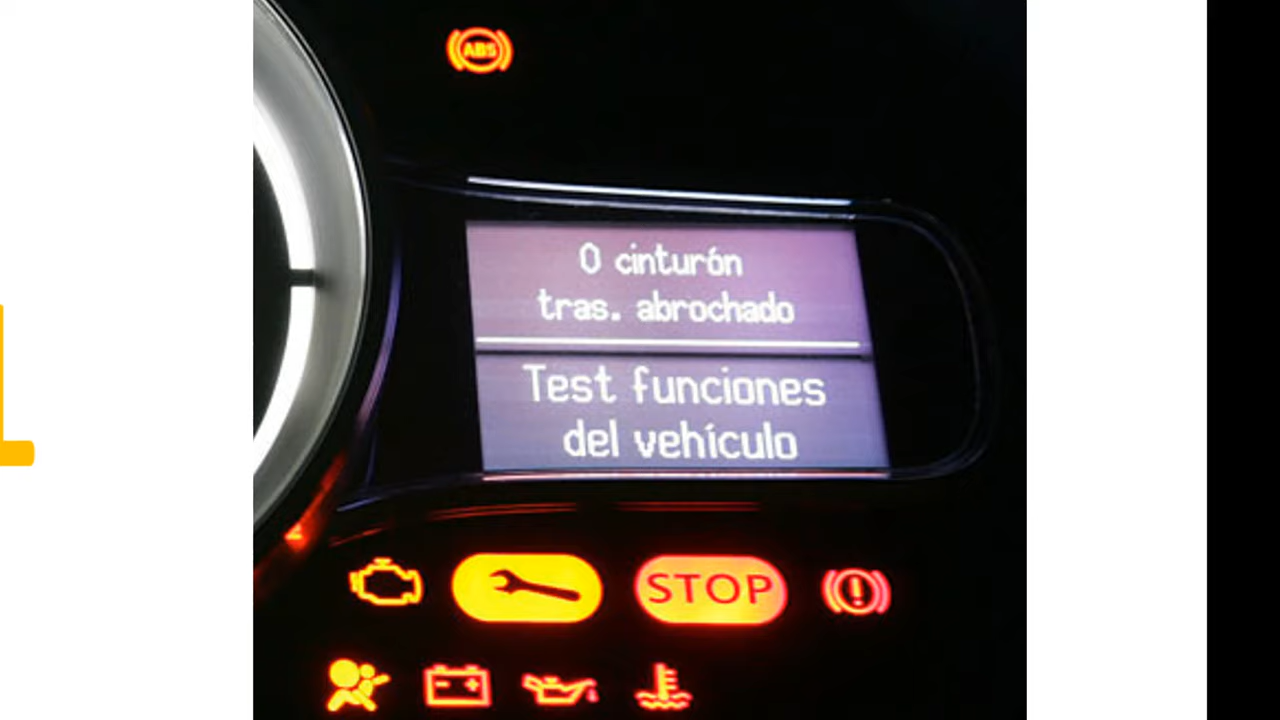 ABS
0 cinturón
tras. abrochado
Test funciones
del vehículo
STOP